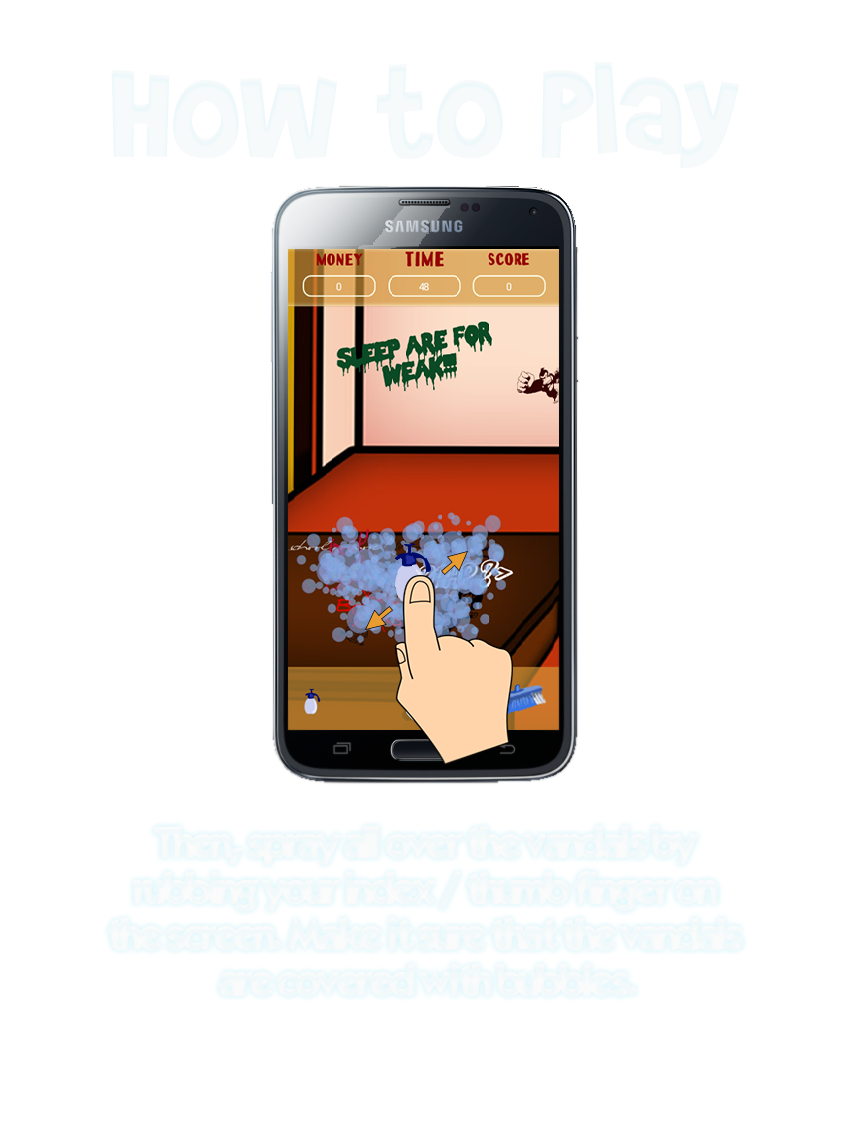 How to Play
SAMSUNG
MONEY TIME SCORE
0 48 0
SLEEP ARE FOR
WEAK!!!
Then, spray all over the vandals by
rubbing your index / thumb finger on
the screen. Make it sure that the vandals
are covered with bubbles.